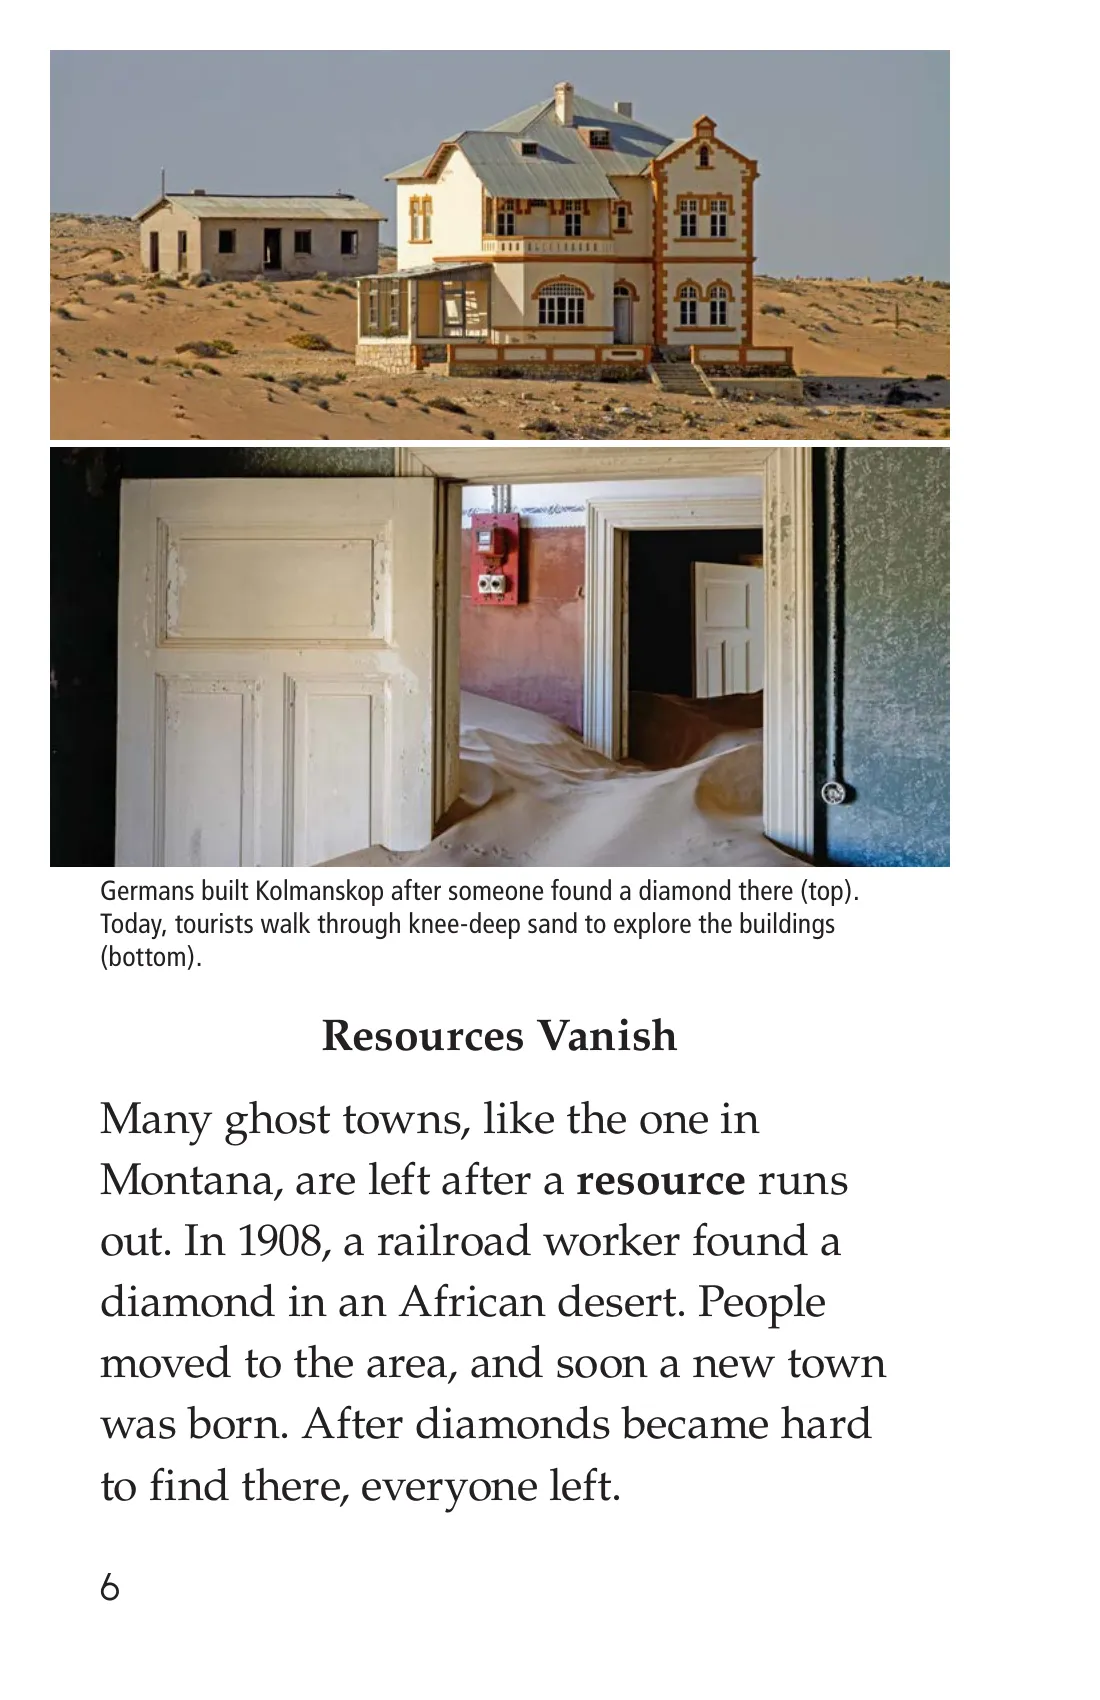 Germans built Kolmanskop after someone found a diamond there (top).
Today, tourists walk through knee-deep sand to explore the buildings
(bottom).
Resources Vanish
Many ghost towns, like the one in
Montana, are left after a resource runs
out. In 1908, a railroad worker found a
diamond in an African desert. People
moved to the area, and soon a new town
was born. After diamonds became hard
to find there, everyone left.
6